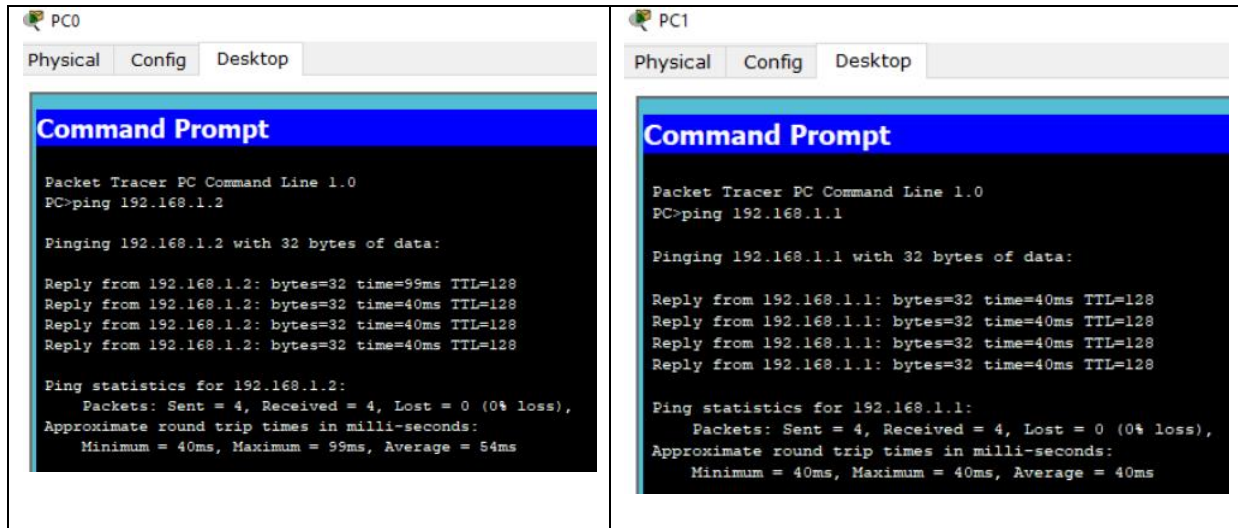 PC0
Physical Config Desktop
Command Prompt
Packet Tracer PC Command Line 1.0
PC>ping 192.168.1.2
Pinging 192.168.1.2 with 32 bytes of data:
Reply from 192.168.1.2: bytes=32 time=99ms TTL=128
Reply from 192.168.1.2: bytes=32 time=40ms TTL=128
Reply from 192.168.1.2: bytes=32 time=40ms TTL=128
Reply from 192.168.1.2: bytes=32 time=40ms TTL=128
Ping statistics for 192.168.1.2:
Packets: Sent = 4, Received = 4, Lost = 0 (0% loss),
Approximate round trip times in milli-seconds:
Minimum = 40ms, Maximum = 99ms, Average = 54ms
PC1
Physical Config Desktop
Command Prompt
Packet Tracer PC Command Line 1.0
PC>ping 192.168.1.1
Pinging 192.168.1.1 with 32 bytes of data:
Reply from 192.168.1.1: bytes=32 time=40ms TTL=128
Reply from 192.168.1.1: bytes=32 time=40ms TTL=128
Reply from 192.168.1.1: bytes=32 time=40ms TTL=128
Reply from 192.168.1.1: bytes=32 time=40ms TTL=128
Ping statistics for 192.168.1.1:
Packets: Sent = 4, Received = 4, Lost = 0 (0% loss),
Approximate round trip times in milli-seconds:
Minimum = 40ms, Maximum = 40ms, Average = 40ms